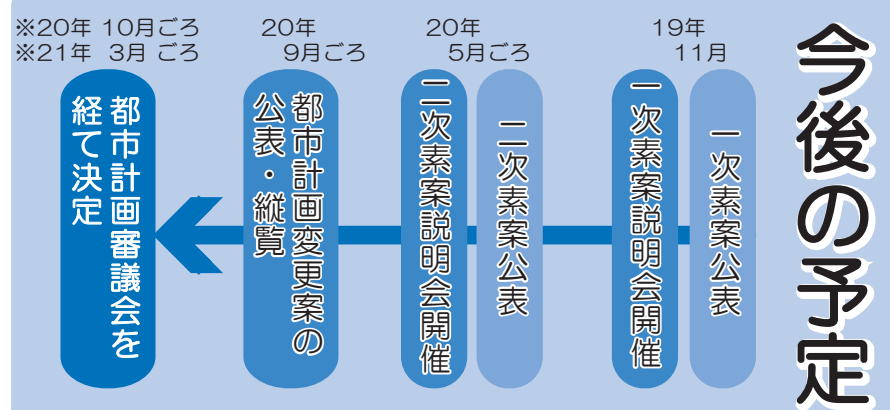 今後の予定
19年
11月
一次素案公表
一次素案説明会開催
20年
5月ごろ
二次素案公表
二次素案説明会開催
20年
9月ごろ
都市計画変更案の
公表・縦覧
※20年 10月ごろ
※21年 3月 ごろ
都市計画審議会を
経て決定